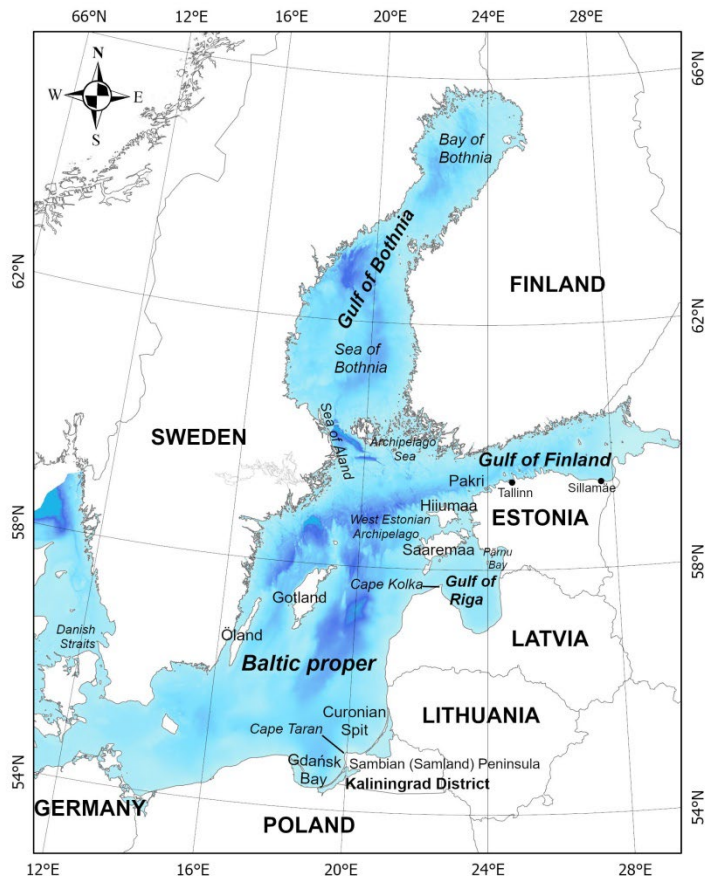 66°N 12°E 16°E 20°E 24°E 28°E
66°N
N
W E
S
Bay of
Bothnia
Gulf of Bothnia
62°N
FINLAND
62°N
Sea of
Bothnia
SWEDEN
Sea of Åland
Archipelago
Sea
Gulf of Finland
Pakri
Tallinn
Sillamäe
58°N
Hiiumaa
West Estonian
Archipelago
ESTONIA
Saaremaa
Pärnu
Bay
58°N
Cape Kolka
Gulf of
Riga
Gotland
Danish
Straits
Öland
LATVIA
Baltic proper
LITHUANIA
Curonian
Spit
Cape Taran
Gdańsk
Bay
Sambian (Samland) Peninsula
Kaliningrad District
54°N
54°N
GERMANY
POLAND
12°E 16°E 20°E 24°E 28°E